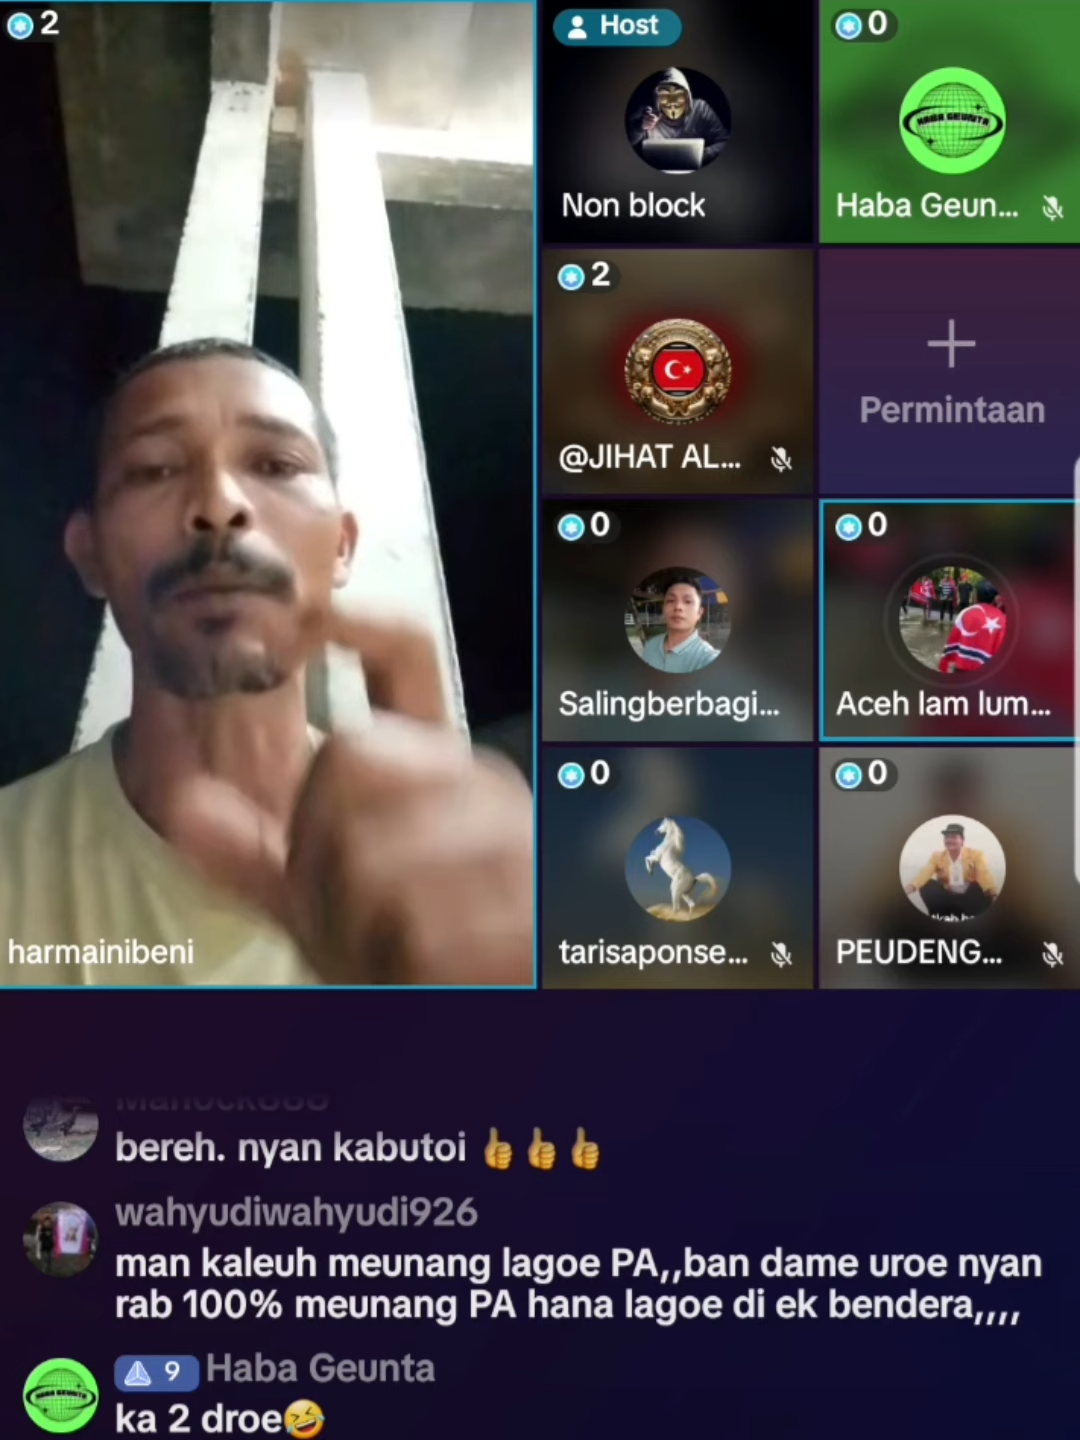 2
Host
0
Non block
HABA GEUNTA
Haba Geun...
2
@JIHAT AL...
Permintaan
0
0
Salingberbagi...
Aceh lam lum...
0
0
tarisaponse...
PEUDENG...
harmainibeni
bereh. nyan kabutoi 👍👍👍
wahyudiwahyudi926
man kaleuh meunang lagoe PA,,ban dame uroe nyan
rab 100% meunang PA hana lagoe di ek bendera,,,,
9 Haba Geunta
ka 2 droe🤣